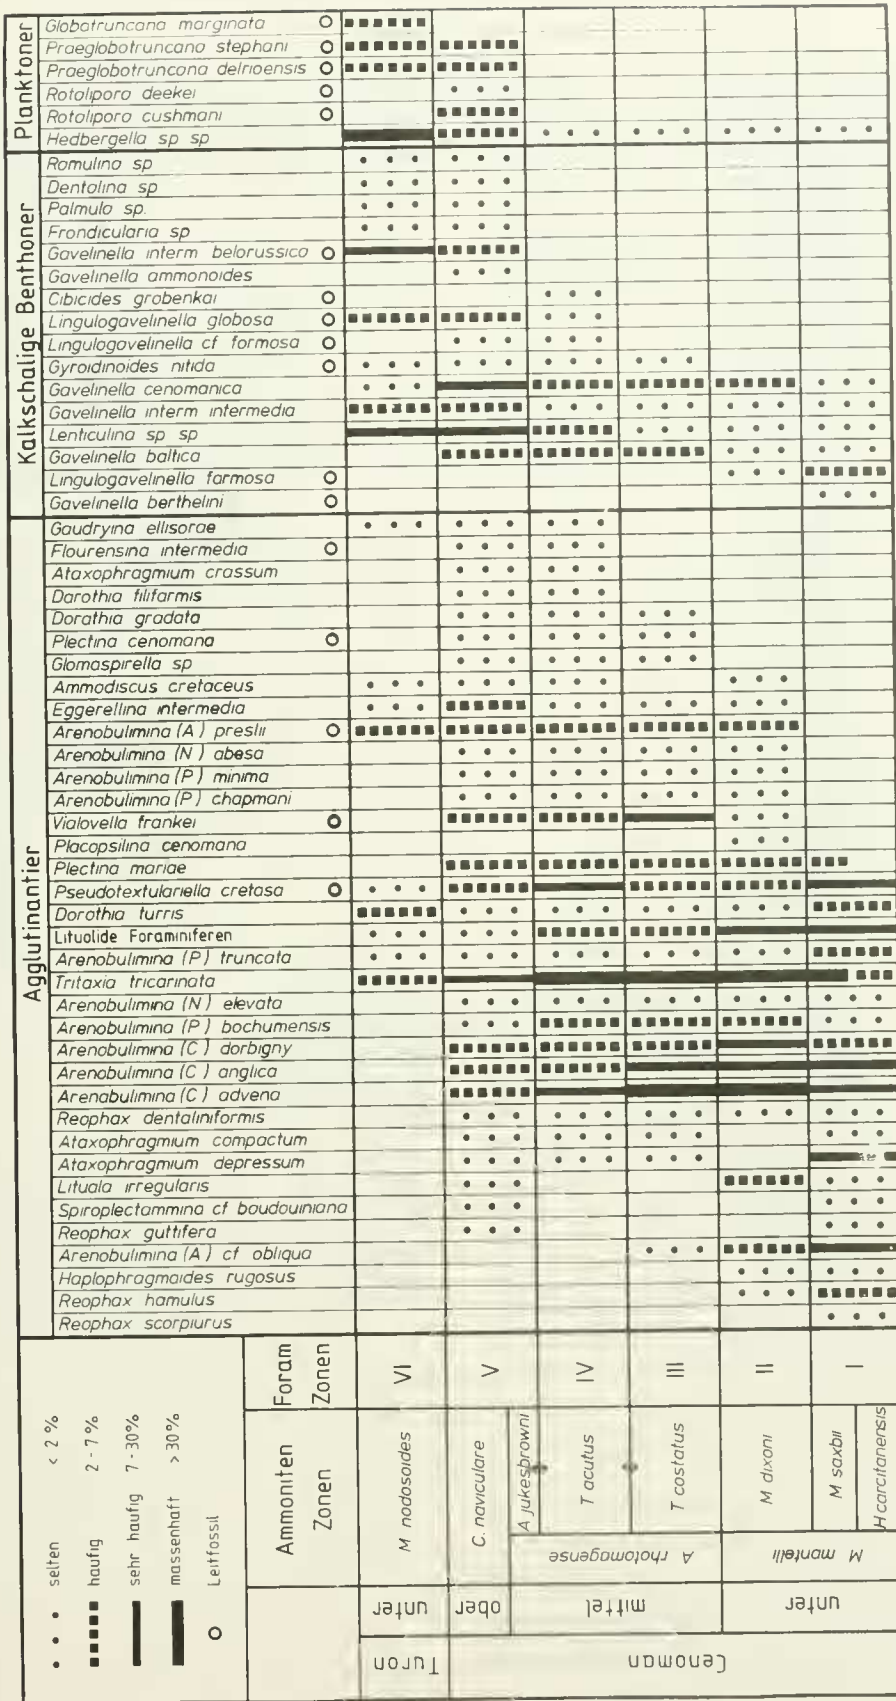 Planktoner
Globotruncana marginata
Praeglobotruncana stephani
Praeglobotruncana delrioensis
Rotalipora deekei
Rotalipora cushmani
Hedbergella sp sp
Kalkschalige Benthoner
Ramulina sp
Dentalina sp
Palmula sp.
Frondicularia sp
Gavelinella interm belorussica
Gavelinella ammonoides
Cibicides grobenkai
Lingulogavelinella globosa
Lingulogavelinella cf formosa
Gyroidinoides nitida
Gavelinella cenomanica
Gavelinella interm intermedia
Lenticulina sp sp
Gavelinella baltica
Lingulogavelinella formosa
Gavelinella berthelini
Agglutinantier
Gaudryina ellisorae
Flourensina intermedia
Ataxophragmium crassum
Dorothia filiformis
Dorothia gradata
Plectina cenomana
Glomospirella sp
Ammodiscus cretaceus
Eggerellina intermedia
Arenobulimina (A ) preslii
Arenobulimina (N ) obesa
Arenobulimina (P ) minima
Arenobulimina (P ) chapmani
Vialovella frankei
Placopsilina cenomana
Plectina mariae
Pseudotextulariella cretosa
Dorothia turris
Lituolide Foraminiferen
Arenobulimina (P ) truncata
Tritaxia tricarinata
Arenobulimina (N ) elevata
Arenobulimina (P ) bochumensis
Arenobulimina (C ) dorbigny
Arenobulimina (C ) anglica
Arenobulimina (C ) advena
Reophax dentaliniformis
Ataxophragmium compactum
Ataxophragmium depressum
Lituola irregularis
Spiroplectammina cf boudouiniana
Reophax guttifera
Arenobulimina (A ) cf obliqua
Haplophragmoides rugosus
Reophax hamulus
Reophax scorpiurus
Foram Zonen
VI
V
IV
III
II
I
Ammoniten Zonen
M nodosoides
C. naviculare
A jukesbrowni
T acutus
T costatus
M dixoni
M saxbii
H carcitanensis
A rhotomagense
M mantelli
unter
ober
mittel
unter
Turon
Cenoman
selten < 2 %
haufig 2 - 7 %
sehr haufig 7 - 30%
massenhaft > 30%
Leitfossil